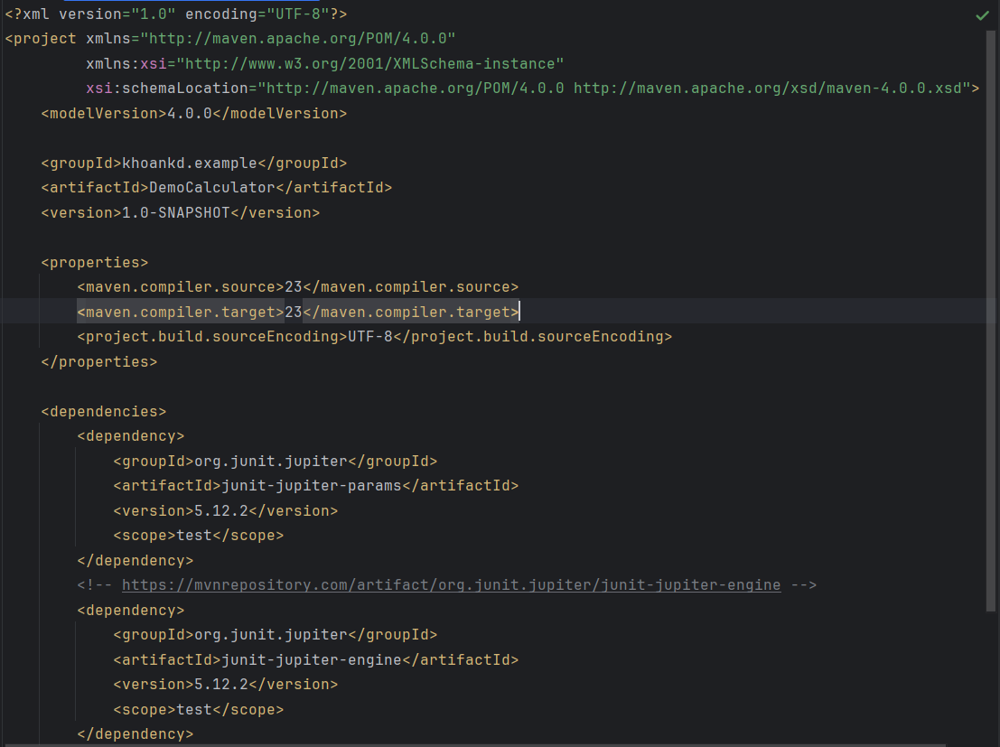 <?xml version="1.0" encoding="UTF-8"?>
<project xmlns="http://maven.apache.org/POM/4.0.0"
         xmlns:xsi="http://www.w3.org/2001/XMLSchema-instance"
         xsi:schemaLocation="http://maven.apache.org/POM/4.0.0 http://maven.apache.org/xsd/maven-4.0.0.xsd">
    <modelVersion>4.0.0</modelVersion>

    <groupId>khoankd.example</groupId>
    <artifactId>DemoCalculator</artifactId>
    <version>1.0-SNAPSHOT</version>

    <properties>
        <maven.compiler.source>23</maven.compiler.source>
        <maven.compiler.target>23</maven.compiler.target>
        <project.build.sourceEncoding>UTF-8</project.build.sourceEncoding>
    </properties>

    <dependencies>
        <dependency>
            <groupId>org.junit.jupiter</groupId>
            <artifactId>junit-jupiter-params</artifactId>
            <version>5.12.2</version>
            <scope>test</scope>
        </dependency>
        <!-- https://mvnrepository.com/artifact/org.junit.jupiter/junit-jupiter-engine -->
        <dependency>
            <groupId>org.junit.jupiter</groupId>
            <artifactId>junit-jupiter-engine</artifactId>
            <version>5.12.2</version>
            <scope>test</scope>
        </dependency>